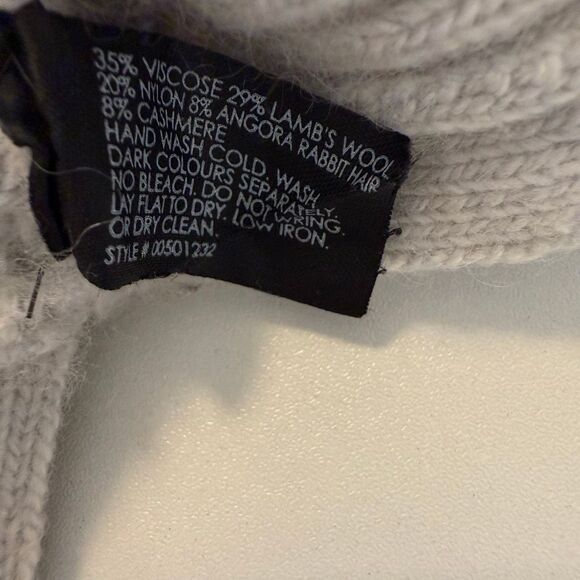 35% VISCOSE 29% LAMB'S WOOL
20% NYLON 8% ANGORA RABBIT HAIR
8% CASHMERE
HAND WASH COLD. WASH
DARK COLOURS SEPARATELY.
NO BLEACH. DO NOT WRING.
LAY FLAT TO DRY. LOW IRON.
OR DRY CLEAN.
STYLE # 00501232